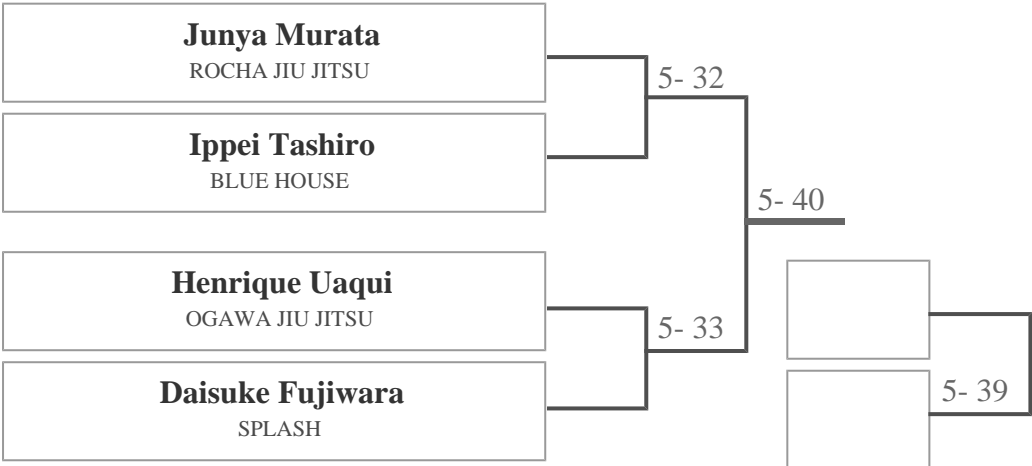 Junya Murata
ROCHA JIU JITSU
5- 32
Ippei Tashiro
BLUE HOUSE
5- 40
Henrique Uaqui
OGAWA JIU JITSU
5- 33
Daisuke Fujiwara
SPLASH
5- 39